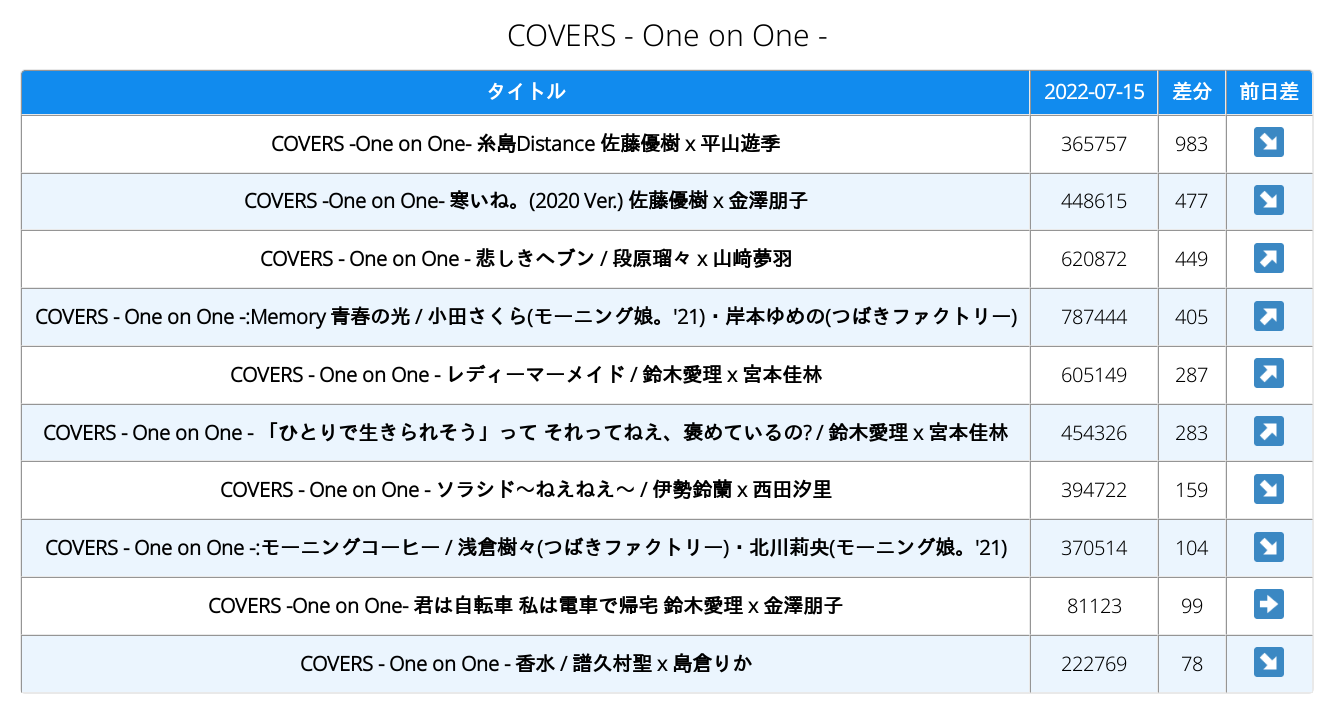 COVERS - One on One -
タイトル 2022-07-15 差分 前日差
COVERS -One on One- 糸島Distance 佐藤優樹 x 平山遊季 365757 983 ↘
COVERS -One on One- 寒いね。(2020 Ver.) 佐藤優樹 x 金澤朋子 448615 477 ↘
COVERS - One on One - 悲しきヘブン / 段原瑠々 x 山﨑夢羽 620872 449 ↗
COVERS - One on One -:Memory 青春の光 / 小田さくら(モーニング娘。'21)・岸本ゆめの(つばきファクトリー) 787444 405 ↗
COVERS - One on One - レディーマーメイド / 鈴木愛理 x 宮本佳林 605149 287 ↗
COVERS - One on One - 「ひとりで生きられそう」って それってねえ、褒めているの? / 鈴木愛理 x 宮本佳林 454326 283 ↗
COVERS - One on One - ソラシド〜ねえねえ〜 / 伊勢鈴蘭 x 西田汐里 394722 159 ↘
COVERS - One on One -:モーニングコーヒー / 浅倉樹々(つばきファクトリー)・北川莉央(モーニング娘。'21) 370514 104 ↘
COVERS -One on One- 君は自転車 私は電車で帰宅 鈴木愛理 x 金澤朋子 81123 99 ➡
COVERS - One on One - 香水 / 譜久村聖 x 島倉りか 222769 78 ↘